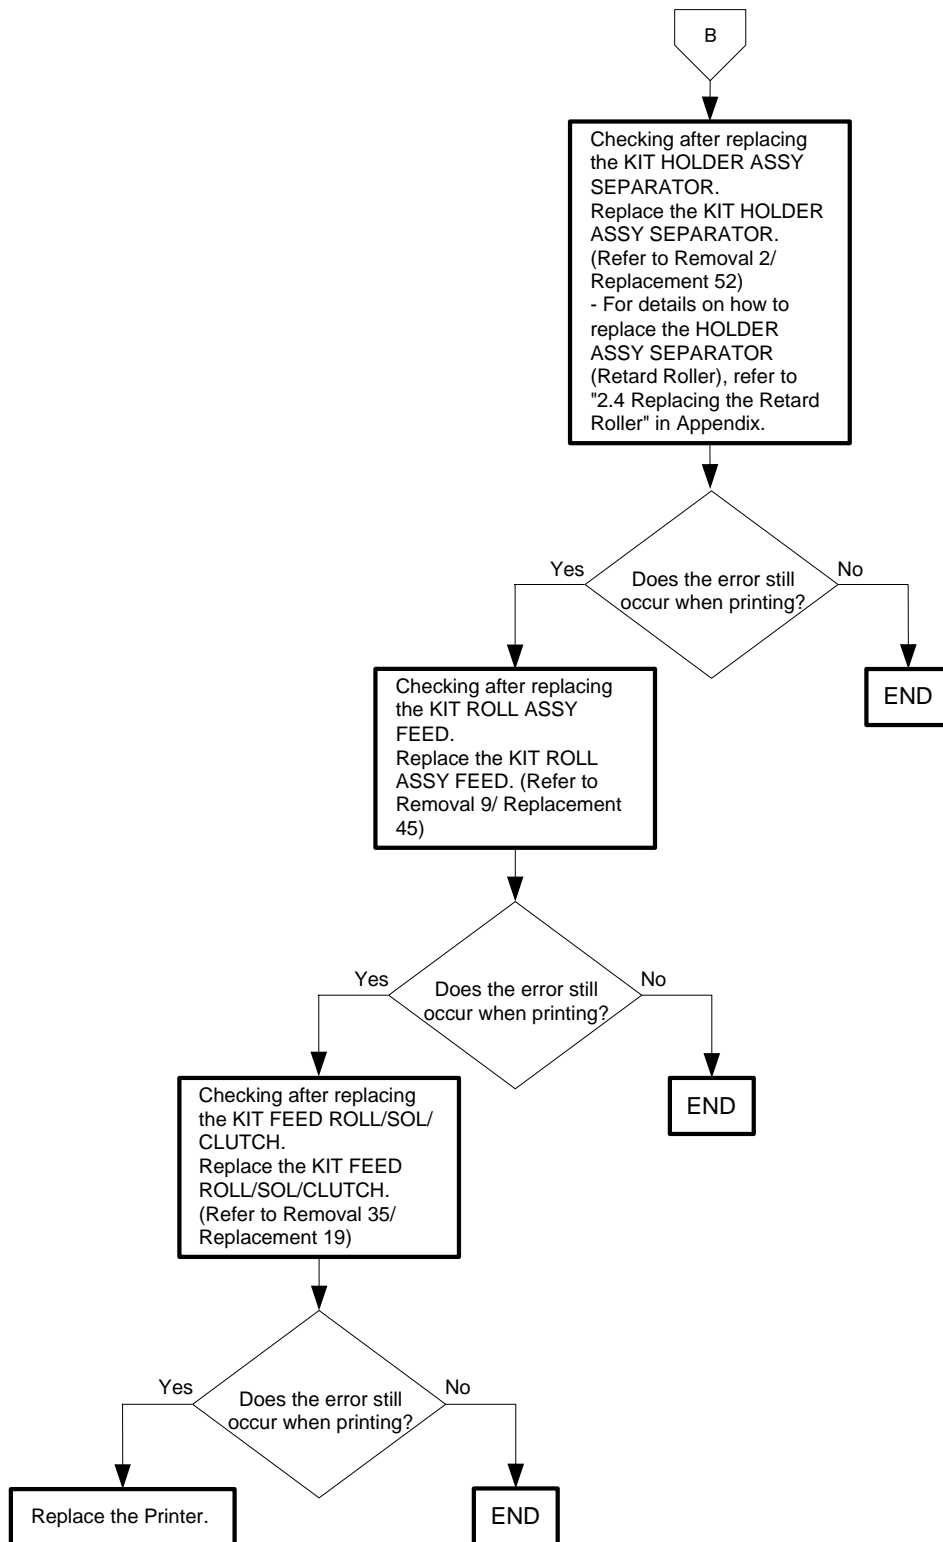 B
Checking after replacing
the KIT HOLDER ASSY
SEPARATOR.
Replace the KIT HOLDER
ASSY SEPARATOR.
(Refer to Removal 2/
Replacement 52)
- For details on how to
replace the HOLDER
ASSY SEPARATOR
(Retard Roller), refer to
"2.4 Replacing the Retard
Roller" in Appendix.
Yes
Does the error still
occur when printing?
No
END
Checking after replacing
the KIT ROLL ASSY
FEED.
Replace the KIT ROLL
ASSY FEED. (Refer to
Removal 9/ Replacement
45)
Yes
Does the error still
occur when printing?
No
END
Checking after replacing
the KIT FEED ROLL/SOL/
CLUTCH.
Replace the KIT FEED
ROLL/SOL/CLUTCH.
(Refer to Removal 35/
Replacement 19)
Yes
Does the error still
occur when printing?
No
Replace the Printer.
END